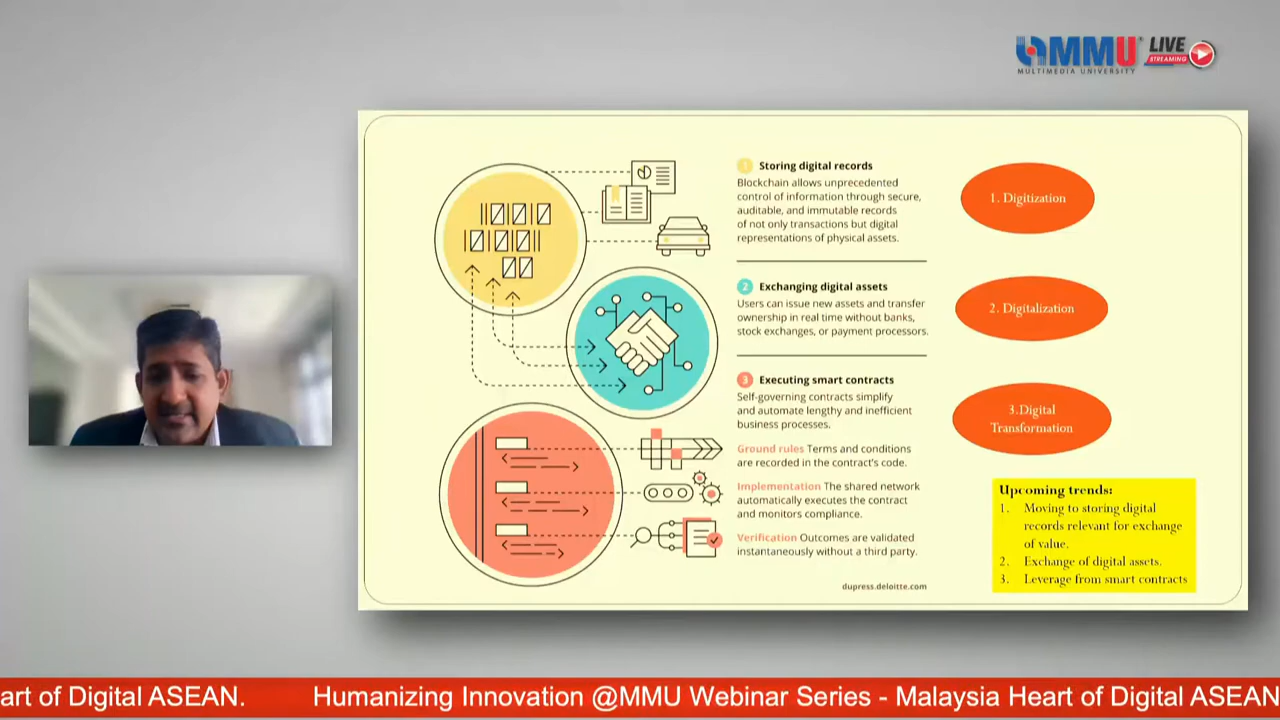 MMU LIVE
STREAMING
MULTIMEDIA UNIVERSITY
1 Storing digital records
Blockchain allows unprecedented
control of information through secure,
auditable, and immutable records
of not only transactions but digital
representations of physical assets.
2 Exchanging digital assets
Users can issue new assets and transfer
ownership in real time without banks,
stock exchanges, or payment processors.
3 Executing smart contracts
Self-governing contracts simplify
and automate lengthy and inefficient
business processes.
Ground rules Terms and conditions
are recorded in the contract's code.
Implementation The shared network
automatically executes the contract
and monitors compliance.
Verification Outcomes are validated
instantaneously without a third party.
dupress.deloitte.com
1. Digitization
2. Digitalization
3.Digital
Transformation
Upcoming trends:
1. Moving to storing digital
records relevant for exchange
of value.
2. Exchange of digital assets.
3. Leverage from smart contracts
art of Digital ASEAN. Humanizing Innovation @MMU Webinar Series - Malaysia Heart of Digital ASEAN